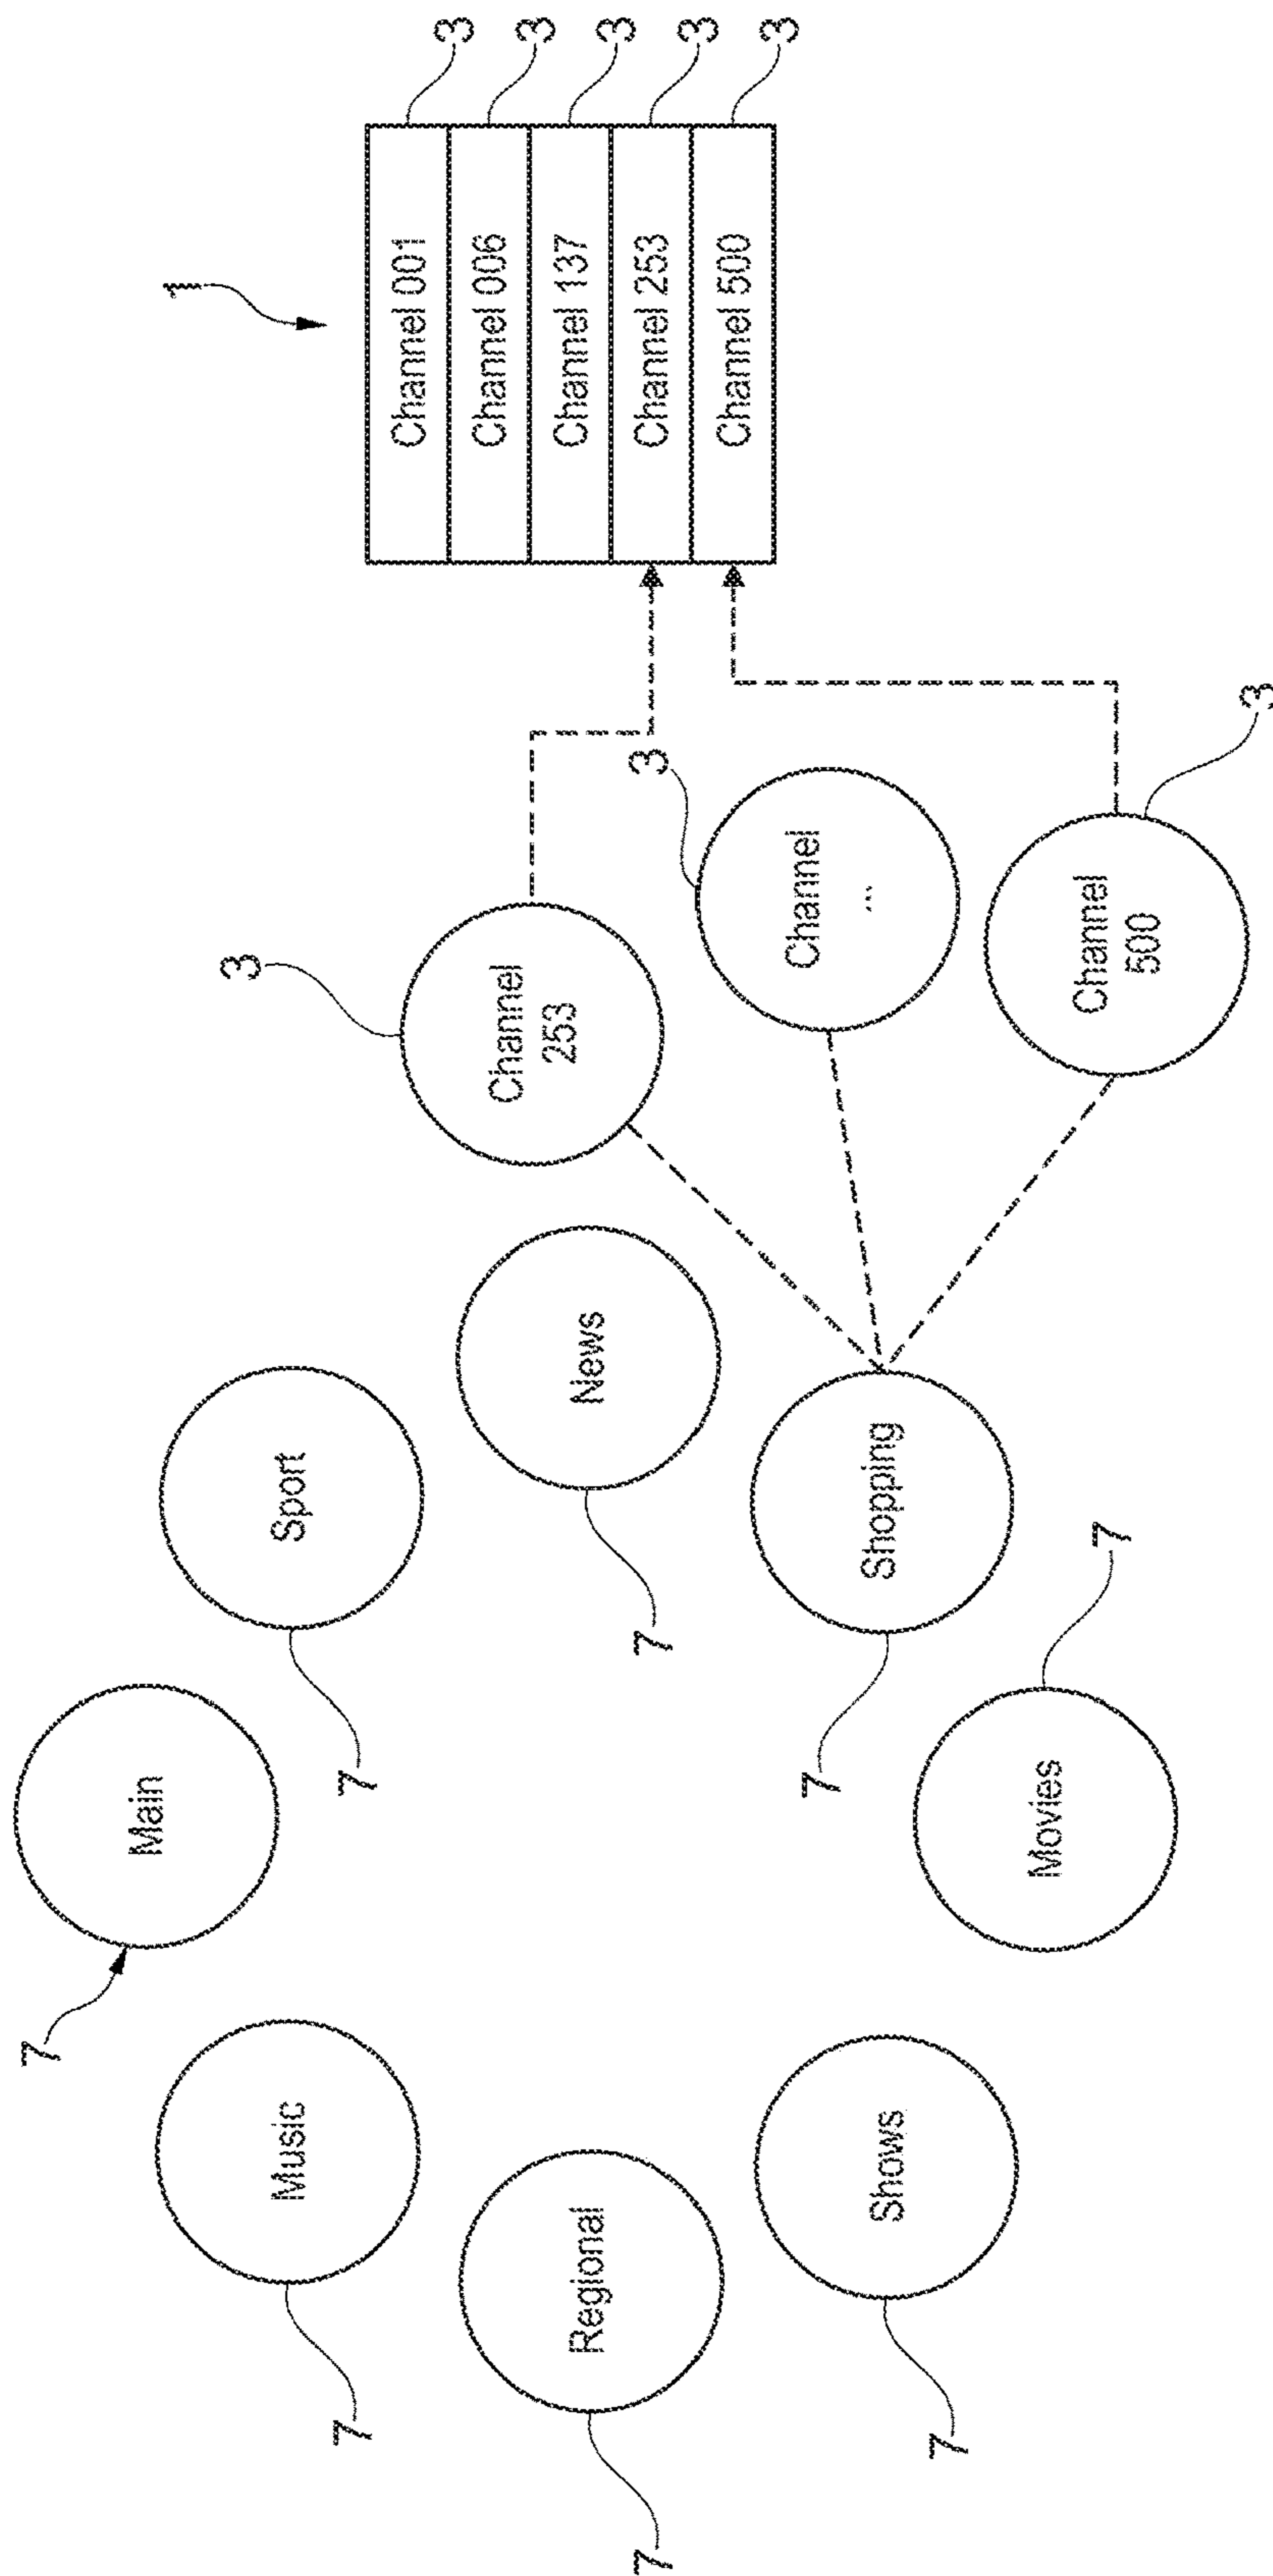 7
Main
1
3
Music
Sport
7
7
Channel 001
3
Channel 006
3
Channel 137
3
Channel 253
3
Channel 500
3
Channel
253
Regional
News
7
7
3
Channel
...
7
Shows
Shopping
7
Movies
7
Channel
500
3